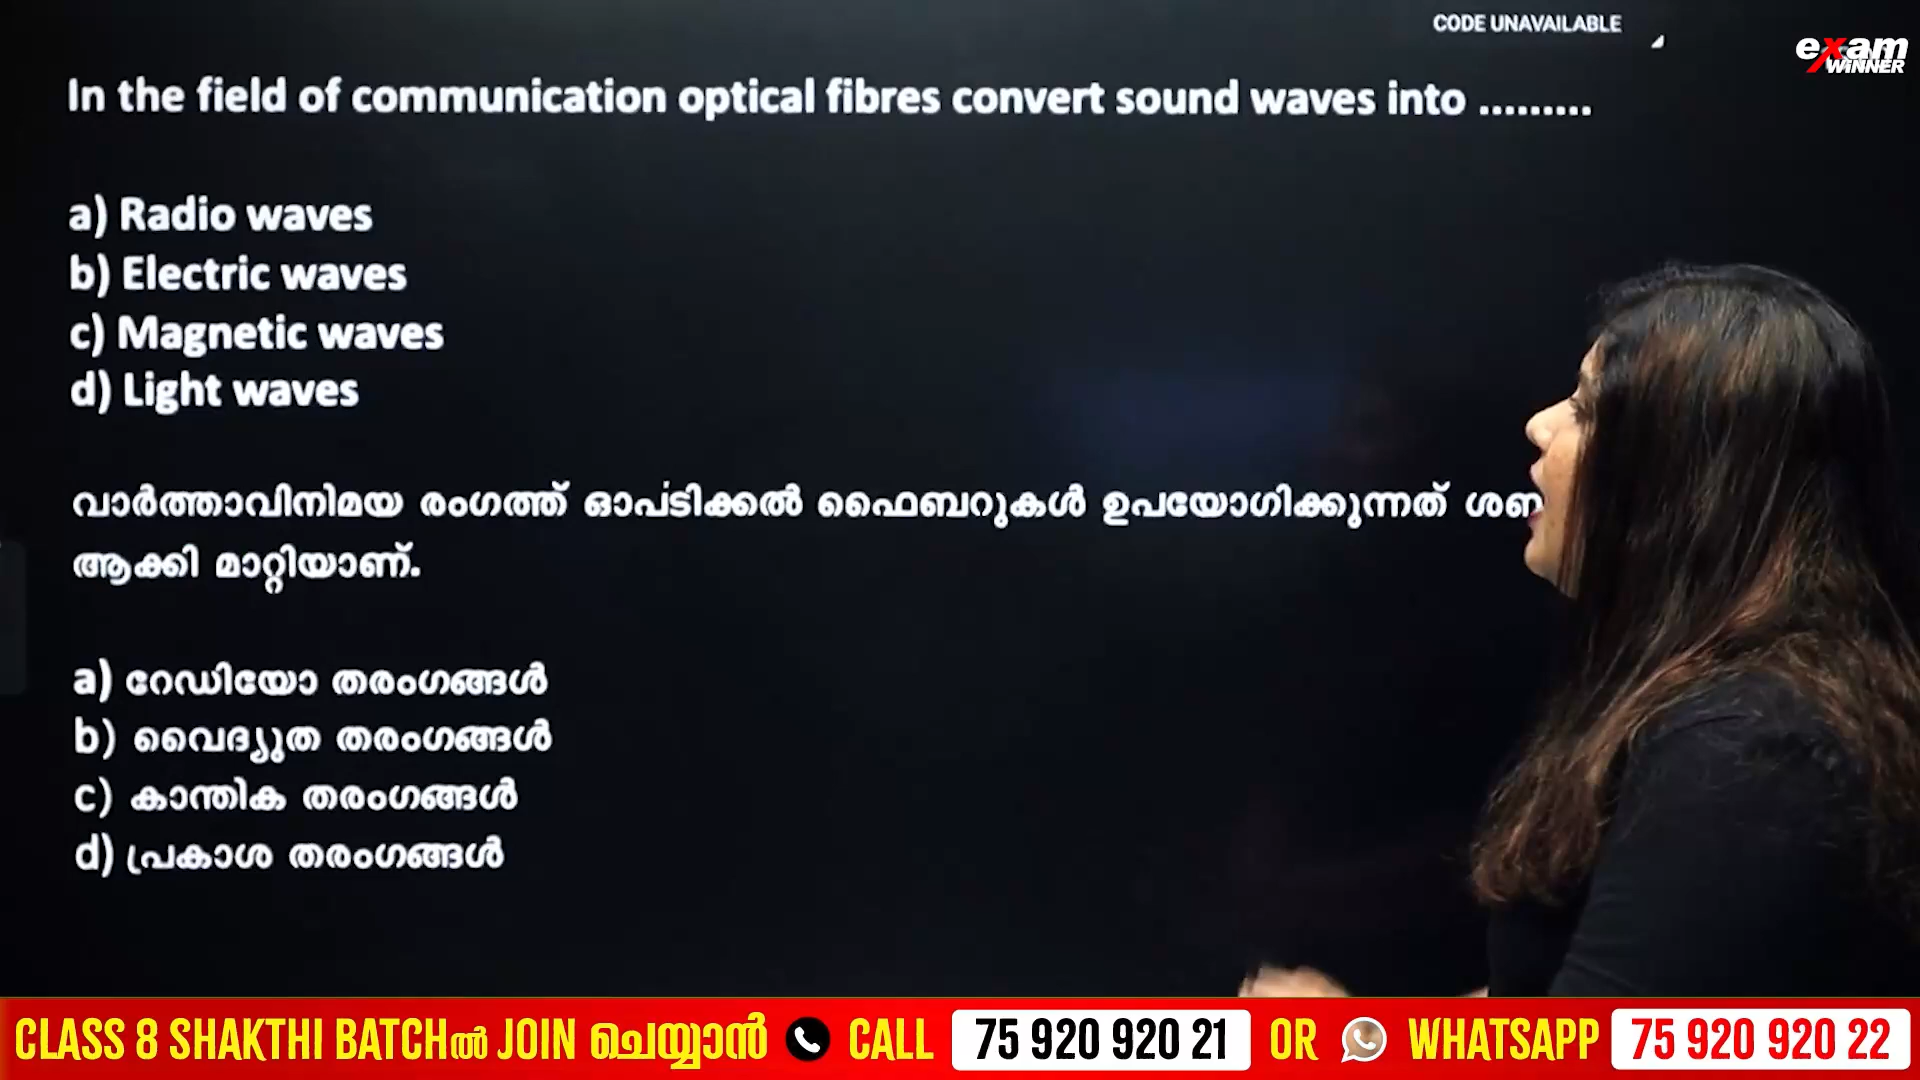 CODE UNAVAILABLE
exam
WINNER
In the field of communication optical fibres convert sound waves into .........
a) Radio waves
b) Electric waves
c) Magnetic waves
d) Light waves
വാർത്താവിനിമയ രംഗത്ത് ഓപ്ടിക്കൽ ഫൈബറുകൾ ഉപയോഗിക്കുന്നത്
ആക്കി മാറ്റിയാണ്.
a) റേഡിയോ തരംഗങ്ങൾ
b) വൈദ്യുത തരംഗങ്ങൾ
c) കാന്തിക തരംഗങ്ങൾ
d) പ്രകാശ തരംഗങ്ങൾ
CLASS 8 SHAKTHI BATCHൽ JOIN ചെയ്യാൻ CALL 75 920 920 21 OR WHATSAPP 75 920 920 22